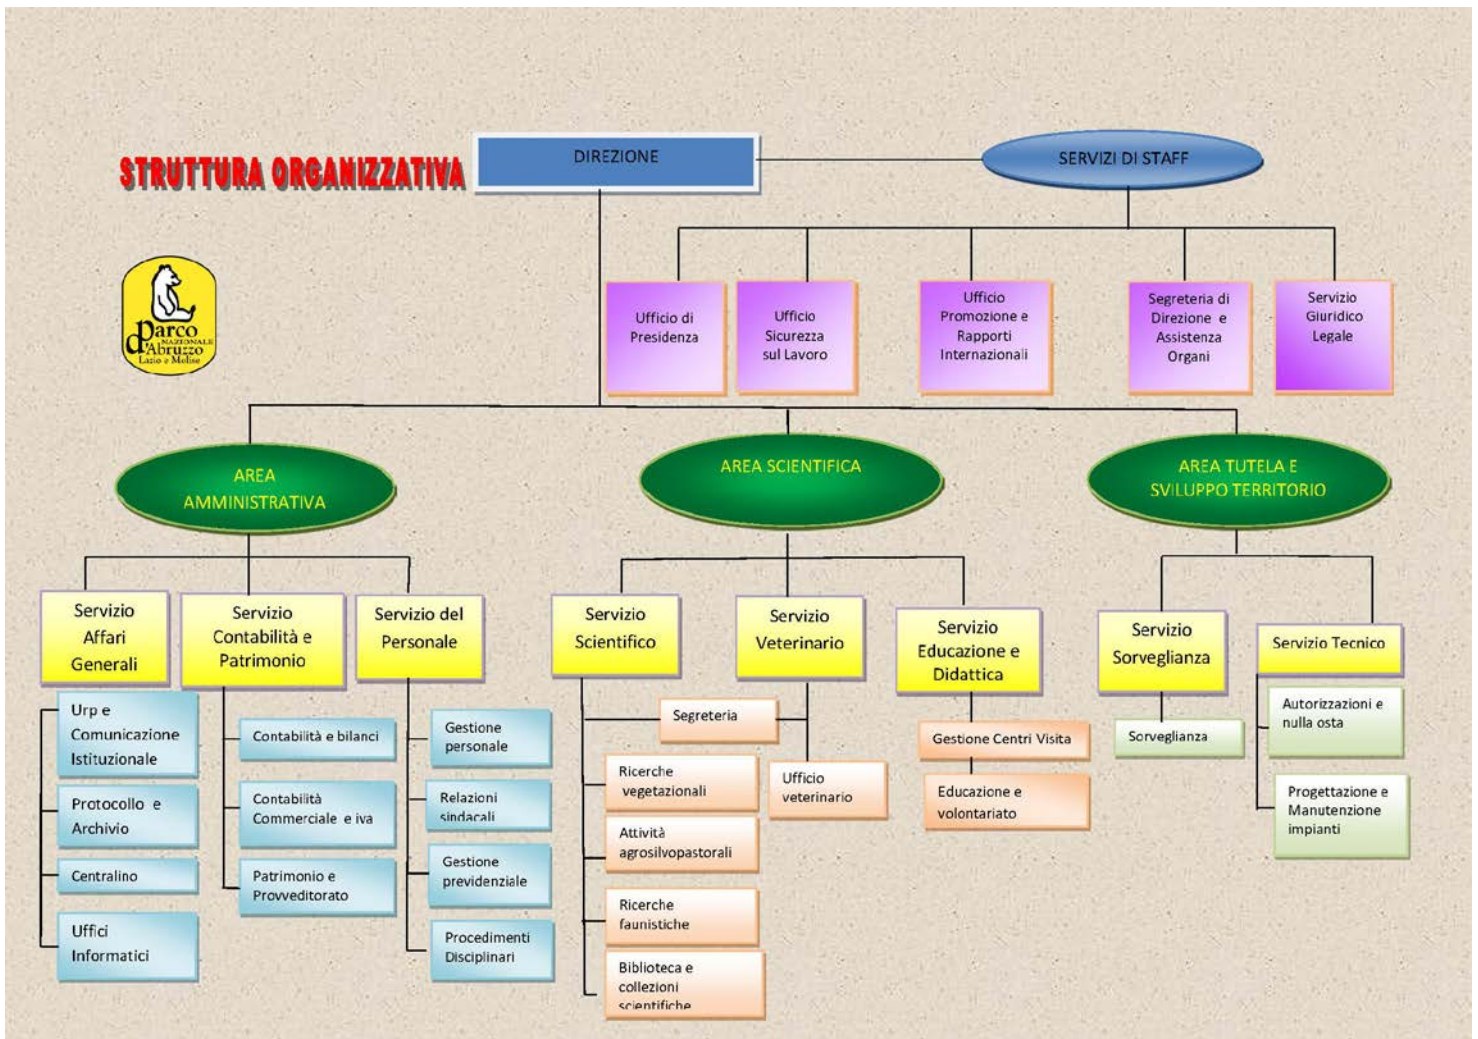 STRUTTURA ORGANIZZATIVA
DIREZIONE
SERVIZI DI STAFF
Parco
NAZIONALE
d'Abruzzo
Lazio e Molise
Ufficio di
Presidenza
Ufficio
Sicurezza
sul Lavoro
Ufficio
Promozione e
Rapporti
Internazionali
Segreteria di
Direzione e
Assistenza
Organi
Servizio
Giuridico
Legale
AREA
AMMINISTRATIVA
AREA SCIENTIFICA
AREA TUTELA E
SVILUPPO TERRITORIO
Servizio
Affari
Generali
Servizio
Contabilità e
Patrimonio
Servizio del
Personale
Servizio
Scientifico
Servizio
Veterinario
Servizio
Educazione e
Didattica
Servizio
Sorveglianza
Servizio Tecnico
Urp e
Comunicazione
Istituzionale
Protocollo e
Archivio
Centralino
Uffici
Informatici
Contabilità e bilanci
Contabilità
Commerciale e iva
Patrimonio e
Provveditorato
Gestione
personale
Relazioni
sindacali
Gestione
previdenziale
Procedimenti
Disciplinari
Segreteria
Ricerche
vegetazionali
Attività
agrosilvopastorali
Ricerche
faunistiche
Biblioteca e
collezioni
scientifiche
Ufficio
veterinario
Gestione Centri Visita
Educazione e
volontariato
Sorveglianza
Autorizzazioni e
nulla osta
Progettazione e
Manutenzione
impianti